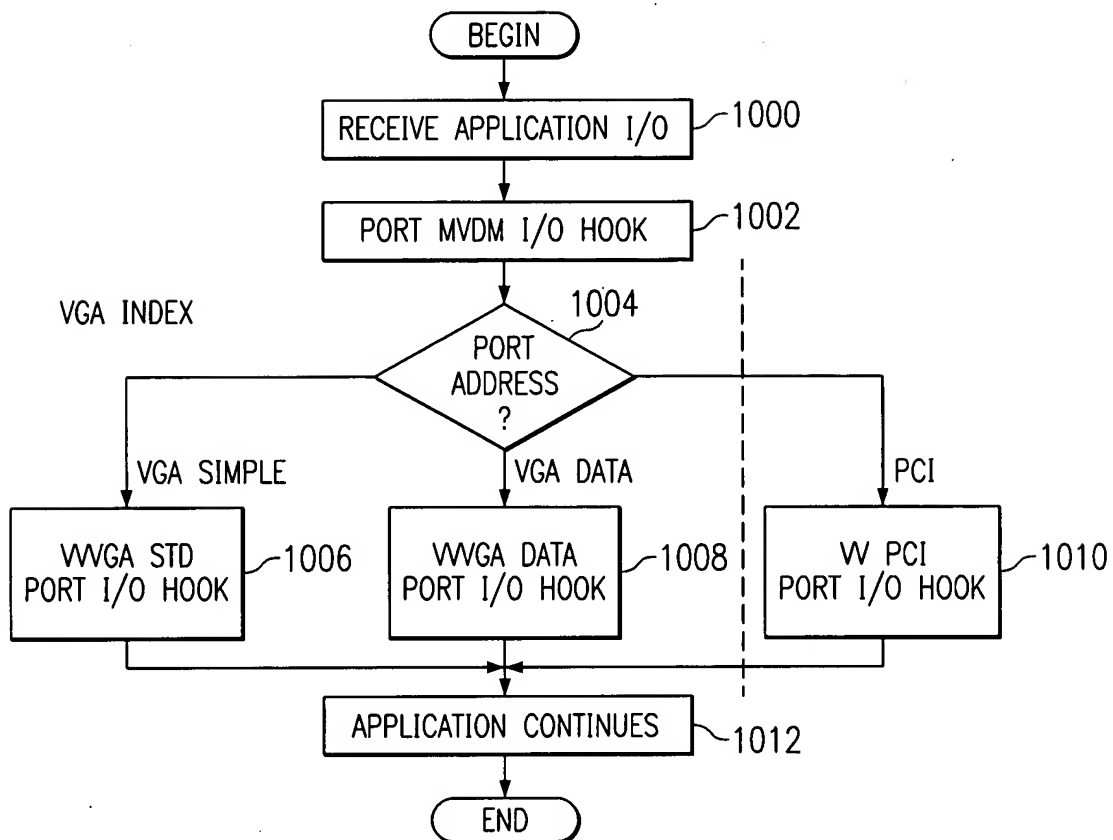 BEGIN
RECEIVE APPLICATION I/O
1000
PORT MVDM I/O HOOK
1002
VGA INDEX
1004
PORT
ADDRESS
?
VGA SIMPLE
VGA DATA
PCI
VVVGA STD
PORT I/O HOOK
1006
VVVGA DATA
PORT I/O HOOK
1008
VV PCI
PORT I/O HOOK
1010
APPLICATION CONTINUES
1012
END